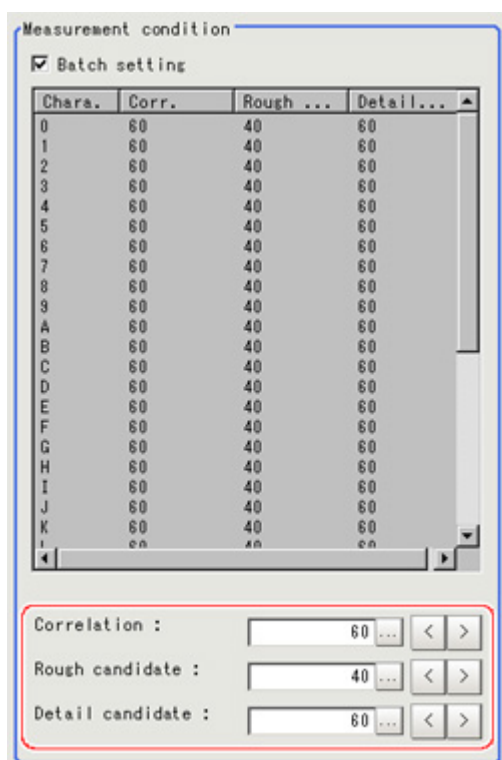 Measurement condition
Batch setting
Chara. Corr. Rough ... Detail...
0 60 40 60
1 60 40 60
2 60 40 60
3 60 40 60
4 60 40 60
5 60 40 60
6 60 40 60
7 60 40 60
8 60 40 60
9 60 40 60
A 60 40 60
B 60 40 60
C 60 40 60
D 60 40 60
E 60 40 60
F 60 40 60
G 60 40 60
H 60 40 60
I 60 40 60
J 60 40 60
K 60 40 60
Correlation : 60 ... < >
Rough candidate : 40 ... < >
Detail candidate : 60 ... < >